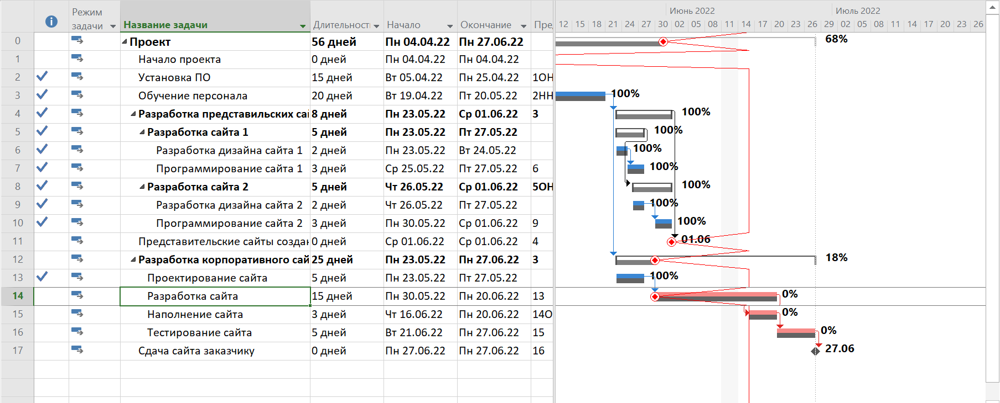 Режим задачи Название задачи Длительность Начало Окончание Пред
Июнь 2022 Июль 2022
12 15 18 21 24 27 30 02 05 08 11 14 17 20 23 26 29 02 05 08 11 14 17 20 23 26
0 Проект 56 дней Пн 04.04.22 Пн 27.06.22 68%
1 Начало проекта 0 дней Пн 04.04.22 Пн 04.04.22
2 Установка ПО 15 дней Вт 05.04.22 Пн 25.04.22 1ОН
3 Обучение персонала 20 дней Вт 19.04.22 Пт 20.05.22 2НН 100%
4 Разработка представильских сай 8 дней Пн 23.05.22 Ср 01.06.22 3 100%
5 Разработка сайта 1 5 дней Пн 23.05.22 Пт 27.05.22 100%
6 Разработка дизайна сайта 1 2 дней Пн 23.05.22 Вт 24.05.22 100%
7 Программирование сайта 1 3 дней Ср 25.05.22 Пт 27.05.22 6 100%
8 Разработка сайта 2 5 дней Чт 26.05.22 Ср 01.06.22 5ОН 100%
9 Разработка дизайна сайта 2 2 дней Чт 26.05.22 Пт 27.05.22 100%
10 Программирование сайта 2 3 дней Пн 30.05.22 Ср 01.06.22 9 100%
11 Представительские сайты создан 0 дней Ср 01.06.22 Ср 01.06.22 4 01.06
12 Разработка корпоративного сай 25 дней Пн 23.05.22 Пн 27.06.22 3 18%
13 Проектирование сайта 5 дней Пн 23.05.22 Пт 27.05.22 100%
14 Разработка сайта 15 дней Пн 30.05.22 Пн 20.06.22 13 0%
15 Наполнение сайта 3 дней Чт 16.06.22 Пн 20.06.22 14О 0%
16 Тестирование сайта 5 дней Вт 21.06.22 Пн 27.06.22 15 0%
17 Сдача сайта заказчику 0 дней Пн 27.06.22 Пн 27.06.22 16 27.06